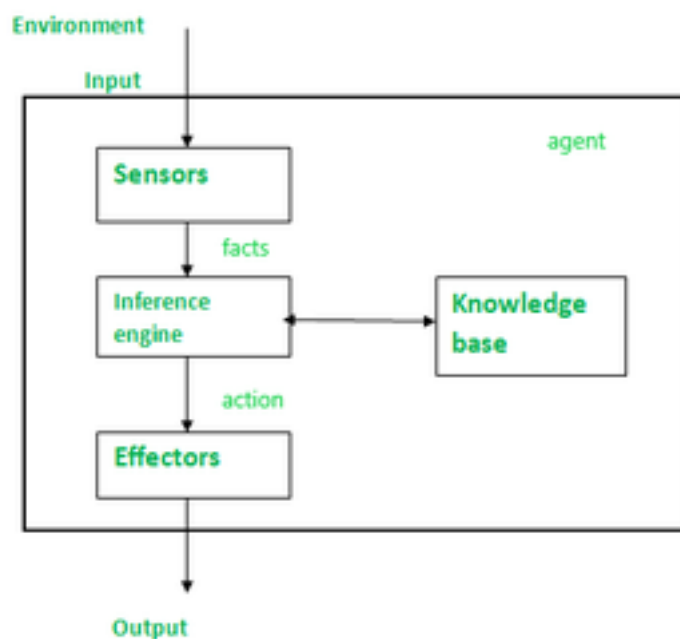 Environment
Input
agent
Sensors
facts
Inference
engine
Knowledge
base
action
Effectors
Output